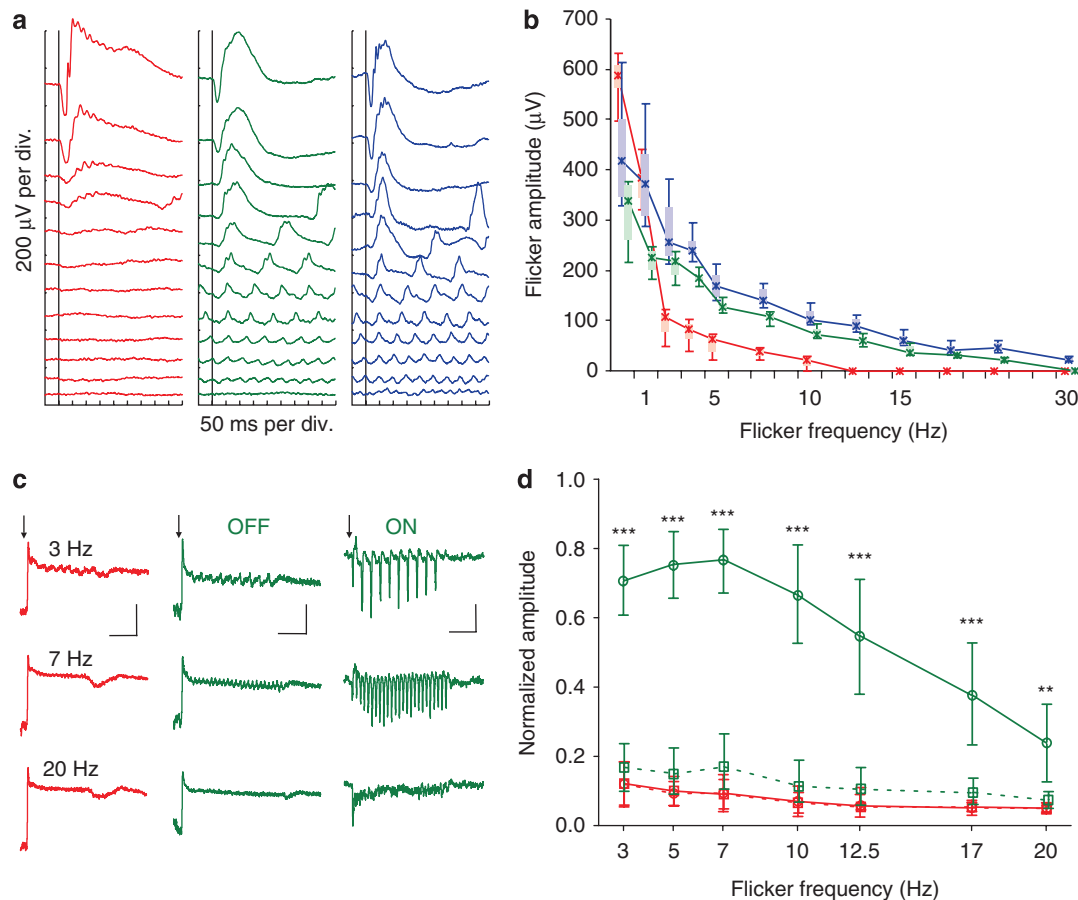 a
200 µV per div.
50 ms per div.
b
Flicker amplitude (µV)
700
600
500
400
300
200
100
0
1 5 10 15 30
Flicker frequency (Hz)
c
OFF ON
3 Hz
7 Hz
20 Hz
d
Normalized amplitude
1.0
0.8
0.6
0.4
0.2
0.0
*** *** *** *** *** *** **
3 5 7 10 12.5 17 20
Flicker frequency (Hz)